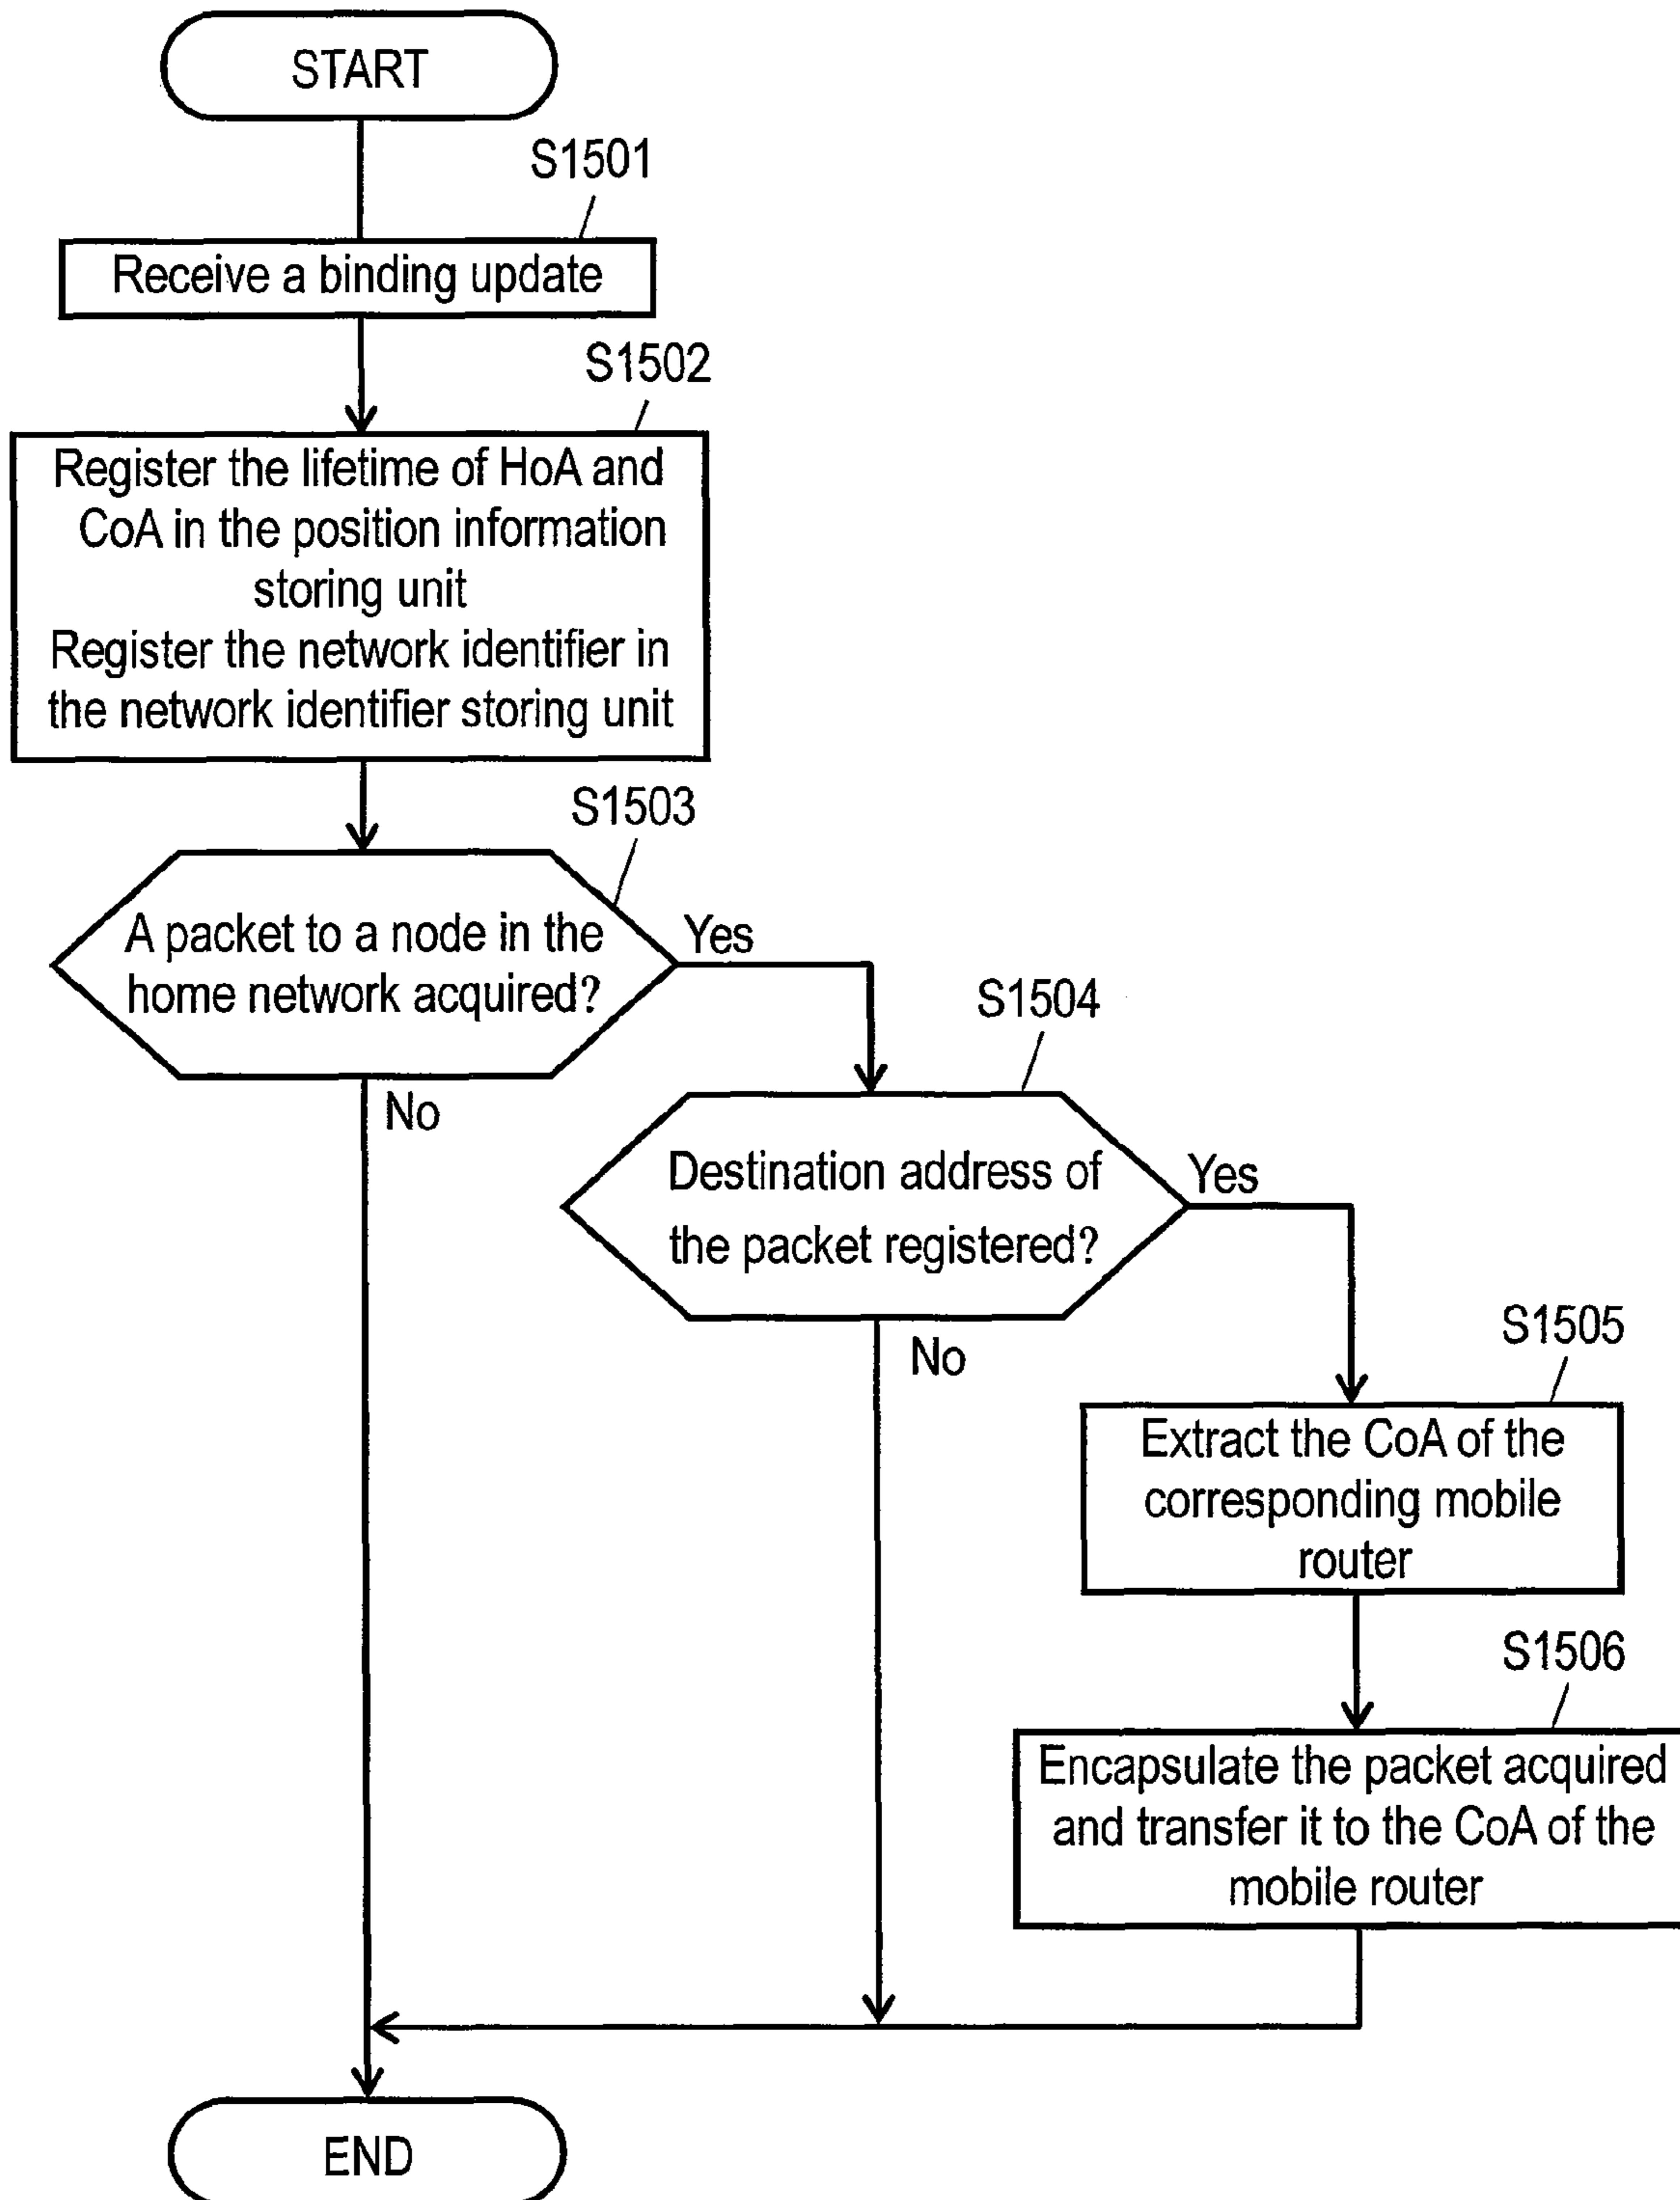 START
S1501
Receive a binding update
S1502
Register the lifetime of HoA and
CoA in the position information
storing unit
Register the network identifier in
the network identifier storing unit
S1503
A packet to a node in the
home network acquired?
Yes
No
S1504
Destination address of
the packet registered?
Yes
No
S1505
Extract the CoA of the
corresponding mobile
router
S1506
Encapsulate the packet acquired
and transfer it to the CoA of the
mobile router
END